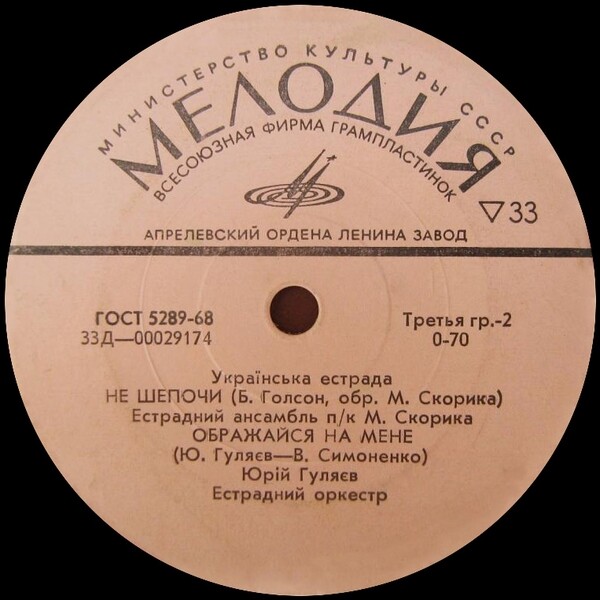 МИНИСТЕРСТВО КУЛЬТУРЫ СССР
МЕЛОДИЯ
ВСЕСОЮЗНАЯ ФИРМА ГРАМПЛАСТИНОК
▽33
АПРЕЛЕВСКИЙ ОРДЕНА ЛЕНИНА ЗАВОД
ГОСТ 5289-68
Третья гр.-2
33Д—00029174
0-70
Українська естрада
НЕ ШЕПОЧИ (Б. Голсон, обр. М. Скорика)
Естрадний ансамбль п/к М. Скорика
ОБРАЖАЙСЯ НА МЕНЕ
(Ю. Гуляєв—В. Симоненко)
Юрій Гуляєв
Естрадний оркестр